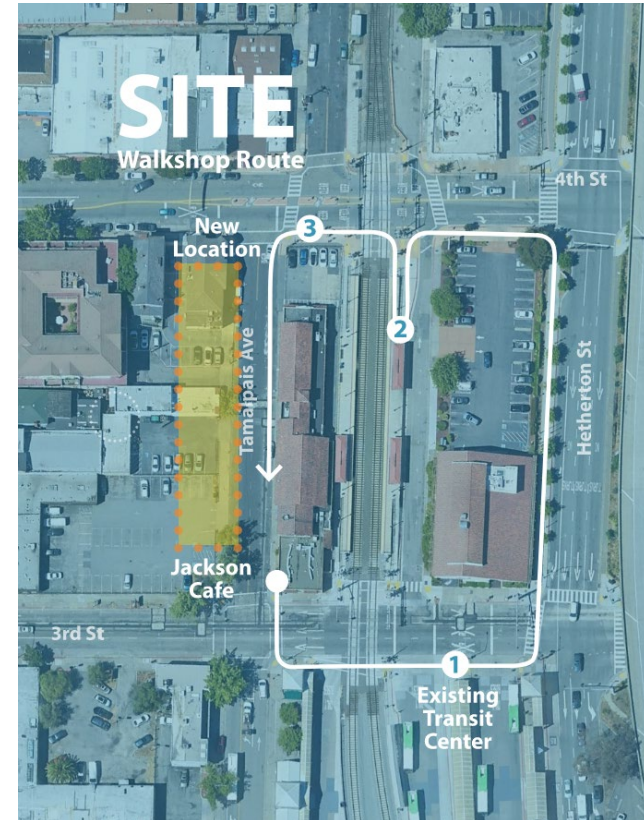 SITE
Walkshop Route
4th St
New
Location
3
2
Tamalpais Ave
Hetherton St
Jackson
Cafe
3rd St
1
Existing
Transit
Center